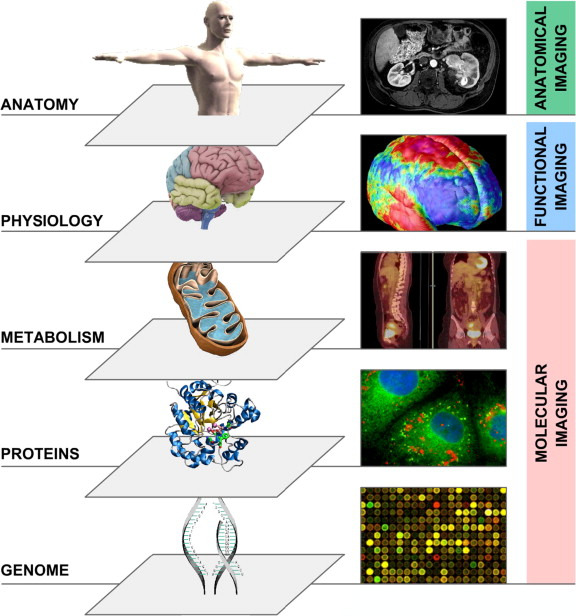 ANATOMY
ANATOMICAL
IMAGING
PHYSIOLOGY
FUNCTIONAL
IMAGING
METABOLISM
PROTEINS
MOLECULAR
IMAGING
GENOME